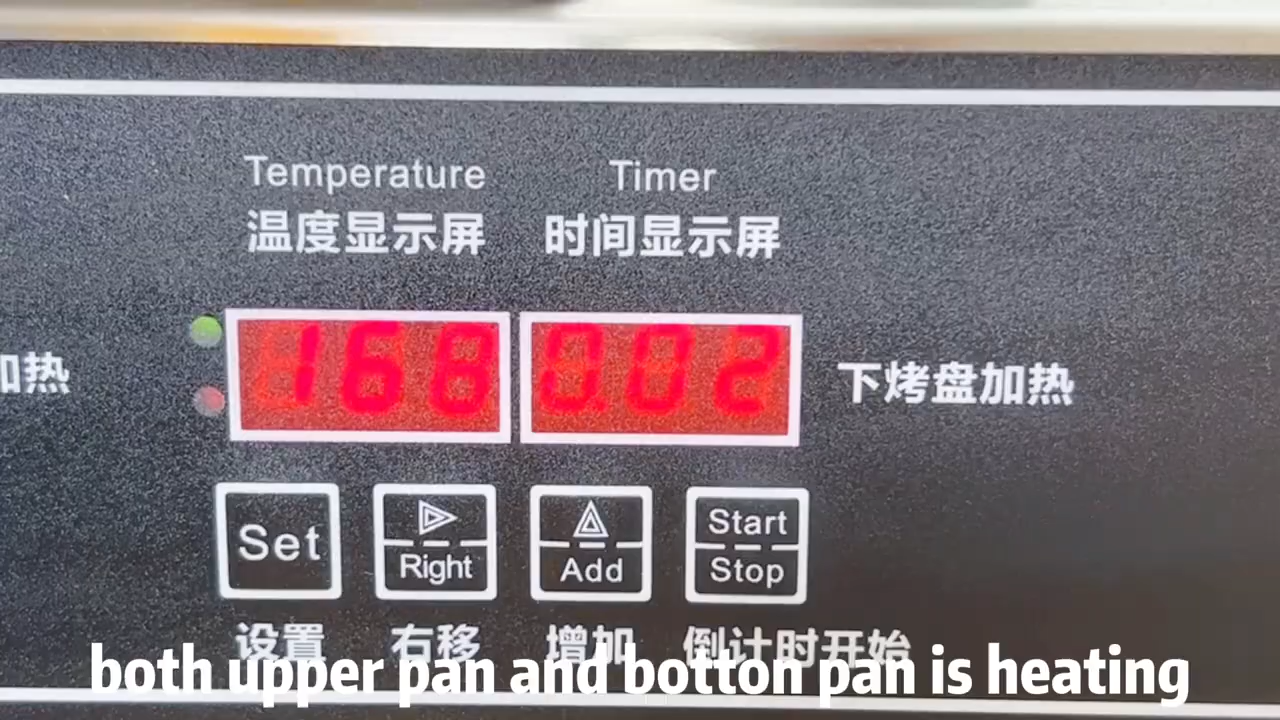 Temperature Timer
温度显示屏 时间显示屏
加热 168 0.02 下烤盘加热
Set Right Add Start Stop
设置 右移 增加 倒计时开始
both upper pan and botton pan is heating